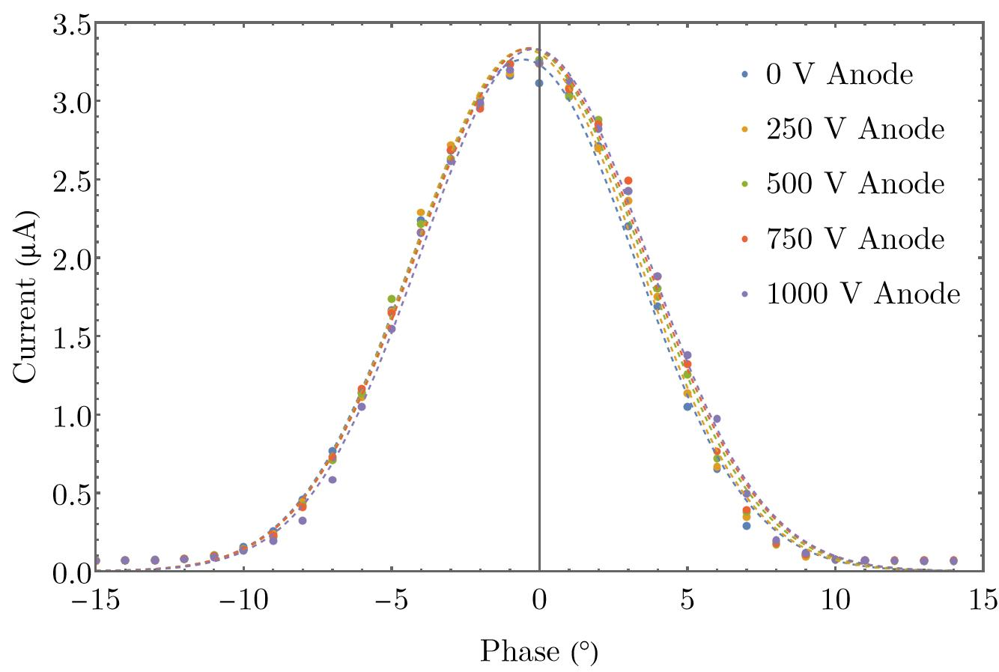 3.5
3.0
2.5
2.0
1.5
1.0
0.5
0.0
Current (μA)
0 V Anode
250 V Anode
500 V Anode
750 V Anode
1000 V Anode
−15 −10 −5 0 5 10 15
Phase (°)